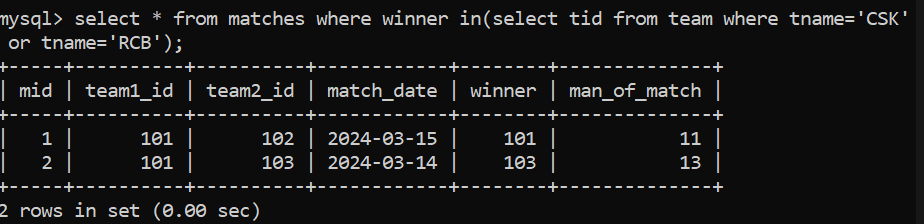 mysql> select * from matches where winner in(select tid from team where tname='CSK'
 or tname='RCB');
+-----+----------+----------+------------+--------+--------------+
| mid | team1_id | team2_id | match_date | winner | man_of_match |
+-----+----------+----------+------------+--------+--------------+
|   1 |      101 |      102 | 2024-03-15 |    101 |           11 |
|   2 |      101 |      103 | 2024-03-14 |    103 |           13 |
+-----+----------+----------+------------+--------+--------------+
2 rows in set (0.00 sec)